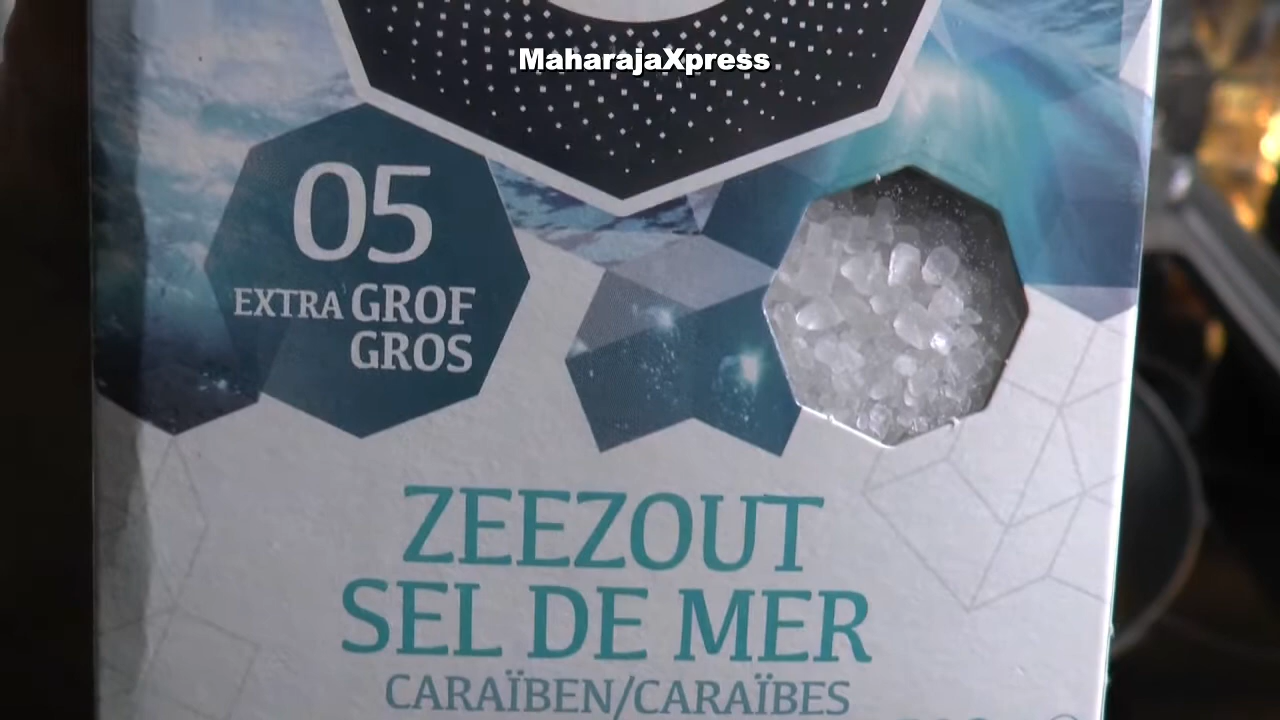 MaharajaXpress
05
EXTRA GROF
GROS
ZEEZOUT
SEL DE MER
CARAÏBEN/CARAÏBES